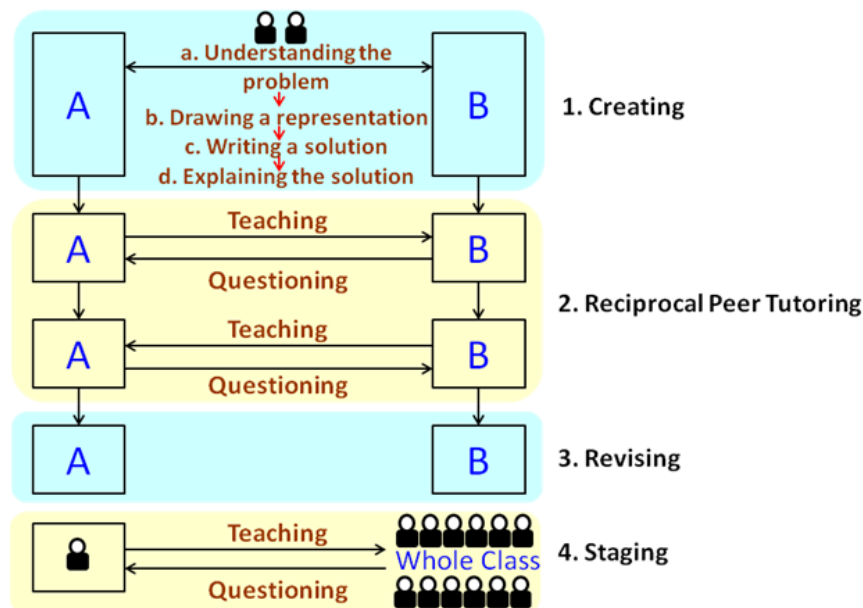 a. Understanding the
problem
A
B
1. Creating
b. Drawing a representation
c. Writing a solution
d. Explaining the solution
Teaching
A
B
Questioning
2. Reciprocal Peer Tutoring
Teaching
A
B
Questioning
A
B
3. Revising
Teaching
Whole Class
4. Staging
Questioning